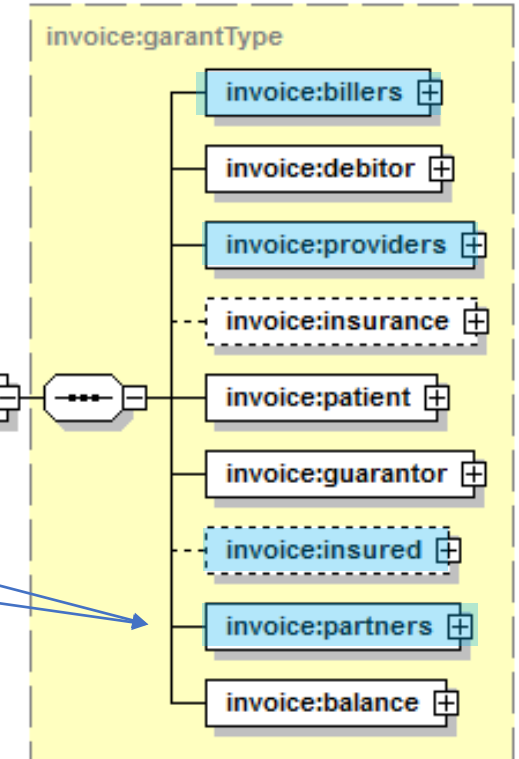 invoice:garantType
invoice:billers
invoice:debitor
invoice:providers
invoice:insurance
invoice:patient
invoice:guarantor
invoice:insured
invoice:partners
invoice:balance